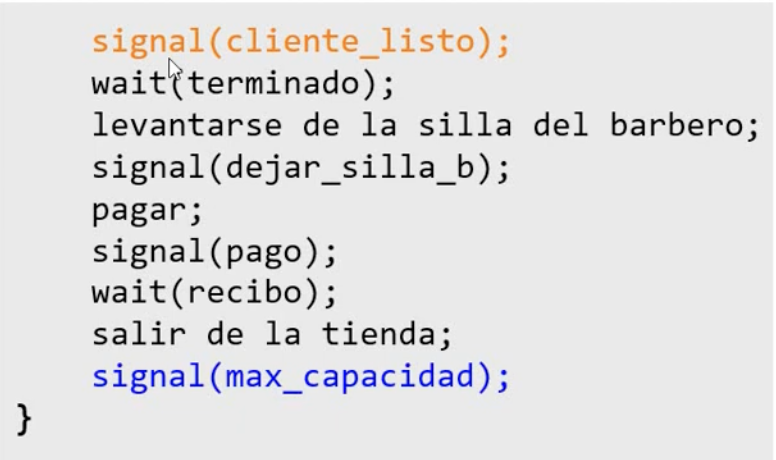 signal(cliente_listo);
wait(terminado);
levantarse de la silla del barbero;
signal(dejar_silla_b);
pagar;
signal(pago);
wait(recibo);
salir de la tienda;
signal(max_capacidad);
}